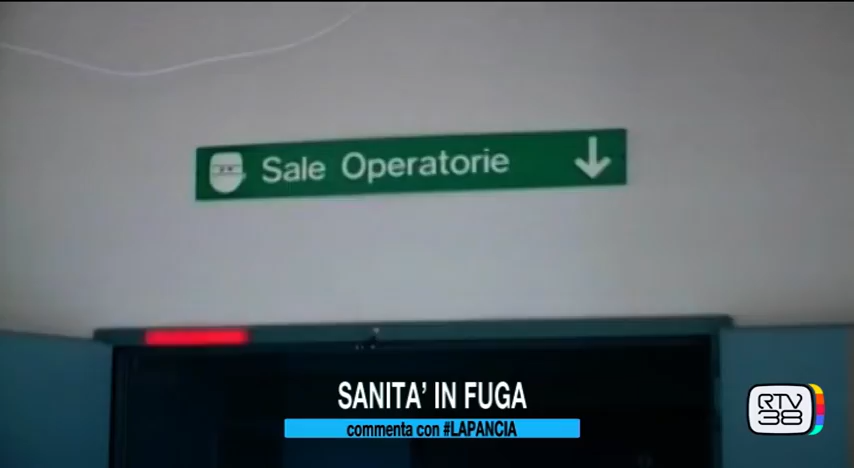 Sale Operatorie
SANITA' IN FUGA
commenta con #LAPANCIA
RTV
38